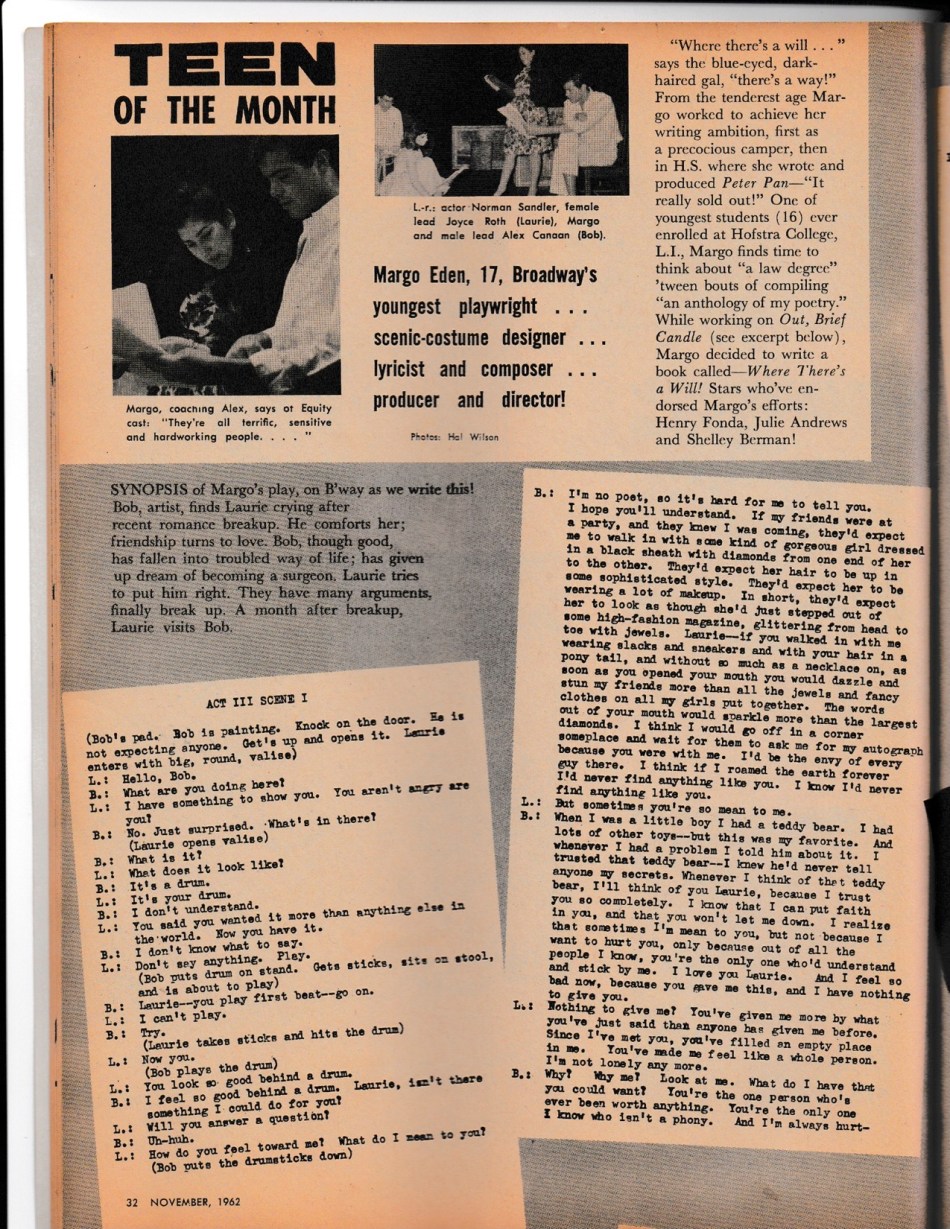 TEEN
OF THE MONTH
Margo, coaching Alex, says of Equity
cast: "They're all terrific, sensitive
and hardworking people. . . . "
L.-r.: actor Norman Sandler, female
lead Joyce Roth (Laurie), Margo
and male lead Alex Canaan (Bob).
Margo Eden, 17, Broadway's
youngest playwright . . .
scenic-costume designer . . .
lyricist and composer . . .
producer and director!
Photos: Hal Wilson
"Where there's a will . . . "
says the blue-eyed, dark-
haired gal, "there's a way!"
From the tenderest age Mar-
go worked to achieve her
writing ambition, first as
a precocious camper, then
in H.S. where she wrote and
produced Peter Pan—"It
really sold out!" One of
youngest students (16) ever
enrolled at Hofstra College,
L.I., Margo finds time to
think about "a law degree"
'tween bouts of compiling
"an anthology of my poetry."
While working on Out, Brief
Candle (see excerpt below),
Margo decided to write a
book called—Where There's
a Will! Stars who've en-
dorsed Margo's efforts:
Henry Fonda, Julie Andrews
and Shelley Berman!
SYNOPSIS of Margo's play, on B'way as we write this!
Bob, artist, finds Laurie crying after
recent romance breakup. He comforts her;
friendship turns to love. Bob, though good,
has fallen into troubled way of life; has given
up dream of becoming a surgeon. Laurie tries
to put him right. They have many arguments,
finally break up. A month after breakup,
Laurie visits Bob.
ACT III SCENE I
(Bob's pad. Bob is painting. Knock on the door. He is
not expecting anyone. Get's up and opens it. Laurie
enters with big, round, valise)
L.: Hello, Bob.
B.: What are you doing here?
L.: I have something to show you. You aren't angry are
you?
B.: No. Just surprised. What's in there?
(Laurie opens valise)
B.: What is it?
L.: What does it look like?
B.: It's a drum.
L.: It's your drum.
B.: I don't understand.
L.: You said you wanted it more than anything else in
the world. Now you have it.
B.: I don't know what to say.
L.: Don't say anything. Play.
(Bob puts drum on stand. Gets sticks, sits on stool,
and is about to play)
B.: Laurie--you play first beat--go on.
L.: I can't play.
B.: Try.
(Laurie takes sticks and hits the drum)
L.: Now you.
(Bob plays the drum)
L.: You look so good behind a drum.
B.: I feel so good behind a drum. Laurie, isn't there
something I could do for you?
L.: Will you answer a question?
B.: Uh-huh.
L.: How do you feel toward me? What do I mean to you?
(Bob puts the drumsticks down)
B.: I'm no poet, so it's hard for me to tell you.
I hope you'll understand. If my friends were at
a party, and they knew I was coming, they'd expect
me to walk in with some kind of gorgeous girl dressed
in a black sheath with diamonds from one end of her
to the other. They'd expect her hair to be up in
some sophisticated style. They'd expect her to be
wearing a lot of makeup. In short, they'd expect
her to look as though she'd just stepped out of
some high-fashion magazine, glittering from head to
toe with jewels. Laurie--if you walked in with me
wearing slacks and sneakers and with your hair in a
pony tail, and without so much as a necklace on, as
soon as you opened your mouth you would dazzle and
stun my friends more than all the jewels and fancy
clothes on all my girls put together. The words
out of your mouth would sparkle more than the largest
diamonds. I think I would go off in a corner
someplace and wait for them to ask me for my autograph
because you were with me. I'd be the envy of every
guy there. I think if I roamed the earth forever
I'd never find anything like you. I know I'd never
find anything like you.
L.: But sometimes you're so mean to me.
B.: When I was a little boy I had a teddy bear. I had
lots of other toys--but this was my favorite. And
whenever I had a problem I told him about it. I
trusted that teddy bear--I knew he'd never tell
anyone my secrets. Whenever I think of that teddy
bear, I'll think of you Laurie, because I trust
you so completely. I know that I can put faith
in you, and that you won't let me down. I realize
that sometimes I'm mean to you, but not because I
want to hurt you, only because out of all the
people I know, you're the only one who'd understand
and stick by me. I love you Laurie. And I feel so
bad now, because you gave me this, and I have nothing
to give you.
L.: Nothing to give me? You've given me more by what
you've just said than anyone has given me before.
Since I've met you, you've filled an empty place
in me. You've made me feel like a whole person.
I'm not lonely any more.
B.: Why? Why me? Look at me. What do I have that
you could want? You're the one person who's
ever been worth anything. You're the only one
I know who isn't a phony. And I'm always hurt-
32 NOVEMBER, 1962